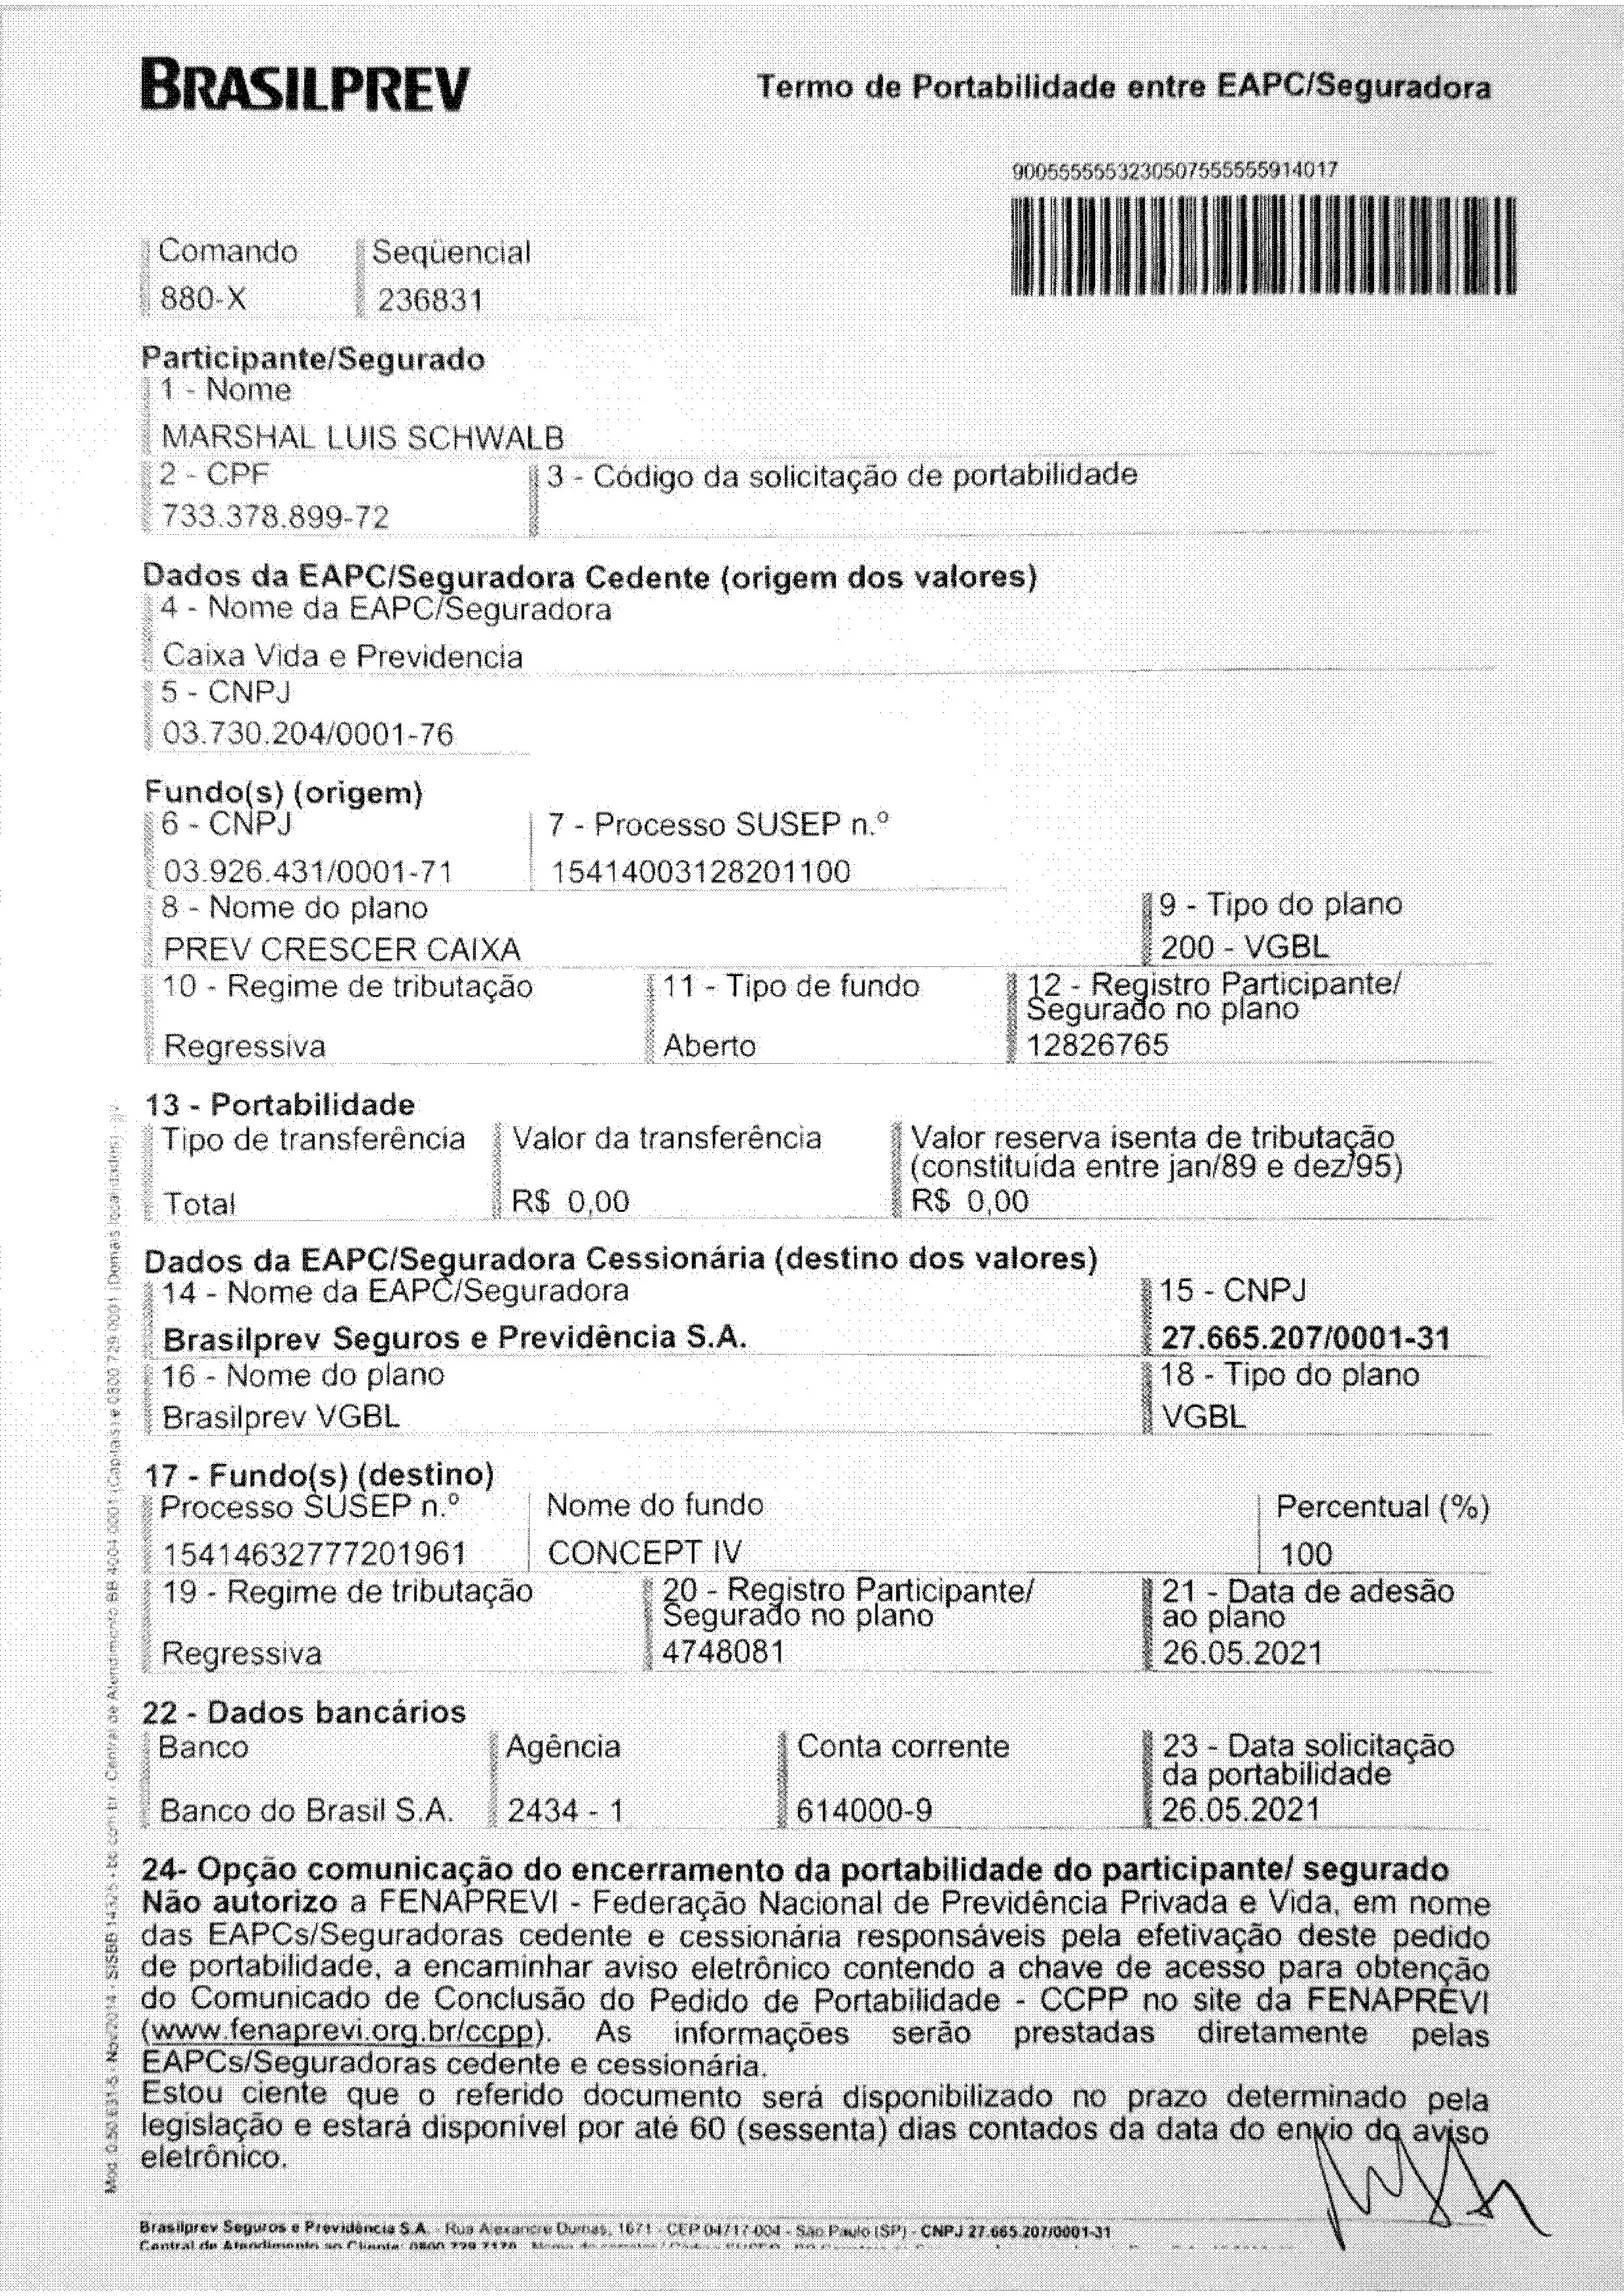 BRASILPREV
Termo de Portabilidade entre EAPC/Seguradora
9005555553230507555555914017
Comando Seqüencial
880-X 236831
Participante/Segurado
1 - Nome
MARSHAL LUIS SCHWALB
2 - CPF 3 - Código da solicitação de portabilidade
733.378.899-72
Dados da EAPC/Seguradora Cedente (origem dos valores)
4 - Nome da EAPC/Seguradora
Caixa Vida e Previdencia
5 - CNPJ
03.730.204/0001-76
Fundo(s) (origem)
6 - CNPJ 7 - Processo SUSEP n.º
03.926.431/0001-71 15414003128201100
8 - Nome do plano 9 - Tipo do plano
PREV CRESCER CAIXA 200 - VGBL
10 - Regime de tributação 11 - Tipo de fundo 12 - Registro Participante/
Segurado no plano
Regressiva Aberto 12826765
13 - Portabilidade
Tipo de transferência Valor da transferência Valor reserva isenta de tributação
(constituída entre jan/89 e dez/95)
Total R$ 0,00 R$ 0,00
Dados da EAPC/Seguradora Cessionária (destino dos valores)
14 - Nome da EAPC/Seguradora 15 - CNPJ
Brasilprev Seguros e Previdência S.A. 27.665.207/0001-31
16 - Nome do plano 18 - Tipo do plano
Brasilprev VGBL VGBL
17 - Fundo(s) (destino)
Processo SUSEP n.º Nome do fundo Percentual (%)
15414632777201961 CONCEPT IV 100
19 - Regime de tributação 20 - Registro Participante/ 21 - Data de adesão
Segurado no plano ao plano
Regressiva 4748081 26.05.2021
22 - Dados bancários
Banco Agência Conta corrente 23 - Data solicitação
da portabilidade
Banco do Brasil S.A. 2434 - 1 614000-9 26.05.2021
24- Opção comunicação do encerramento da portabilidade do participante/ segurado
Não autorizo a FENAPREVI - Federação Nacional de Previdência Privada e Vida, em nome
das EAPCs/Seguradoras cedente e cessionária responsáveis pela efetivação deste pedido
de portabilidade, a encaminhar aviso eletrônico contendo a chave de acesso para obtenção
do Comunicado de Conclusão do Pedido de Portabilidade - CCPP no site da FENAPREVI
(www.fenaprevi.org.br/ccpp). As informações serão prestadas diretamente pelas
EAPCs/Seguradoras cedente e cessionária.
Estou ciente que o referido documento será disponibilizado no prazo determinado pela
legislação e estará disponível por até 60 (sessenta) dias contados da data do envio do aviso
eletrônico.
Mod. 0.50.631-5 - Nov/2014 - SISBB 14325 - bb.com.br - Central de Atendimento BB 4004 0001 (Capitais) e 0800 729 0001 (Demais localidades)
Brasilprev Seguros e Previdência S.A. - Rua Alexandre Dumas, 1671 - CEP 04717-004 - São Paulo (SP) - CNPJ 27.665.207/0001-31
Central de Atendimento ao Cliente: 0800 729 7170